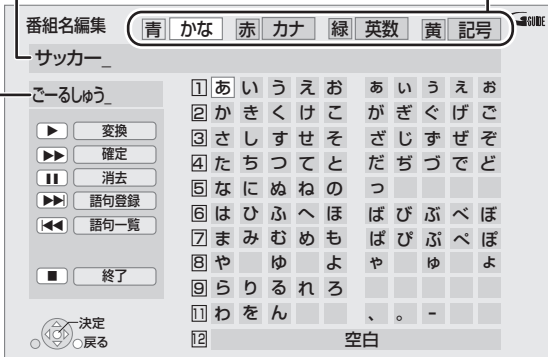 番組名編集 青 かな 赤 カナ 緑 英数 黄 記号 GUIDE
サッカー_
ごーるしゅう_
▶ 変換
▶▶ 確定
❚❚ 消去
▶▶| 語句登録
|◀◀ 語句一覧
■ 終了
決定
戻る
1 あ い う え お ぁ ぃ ぅ ぇ ぉ
2 か き く け こ が ぎ ぐ げ ご
3 さ し す せ そ ざ じ ず ぜ ぞ
4 た ち つ て と だ ぢ づ で ど
5 な に ぬ ね の っ
6 は ひ ふ へ ほ ば び ぶ べ ぼ
7 ま み む め も ぱ ぴ ぷ ぺ ぽ
8 や ゆ よ ゃ ゅ ょ
9 ら り る れ ろ
11 わ を ん 、 。 -
12 空白